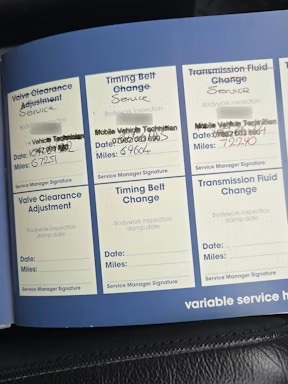 Valve Clearance
Adjustment
Service
Vehicle Technician
Date:
Miles: 67251
Service Manager Signature
Timing Belt
Change
Service
Bodywork Inspection
Mobile Vehicle Technician
Date:
Miles: 69664
Service Manager Signature
Transmission Fluid
Change
Service
Bodywork Inspection
Mobile Vehicle Technician
Date:
Miles: 72240
Service Manager Signature
Valve Clearance
Adjustment
Bodywork Inspection
stamp date
Date:
Miles:
Service Manager Signature
Timing Belt
Change
Bodywork Inspection
stamp date
Date:
Miles:
Service Manager Signature
Transmission Fluid
Change
Bodywork Inspection
stamp date
Date:
Miles:
Service Manager Signature
variable service h